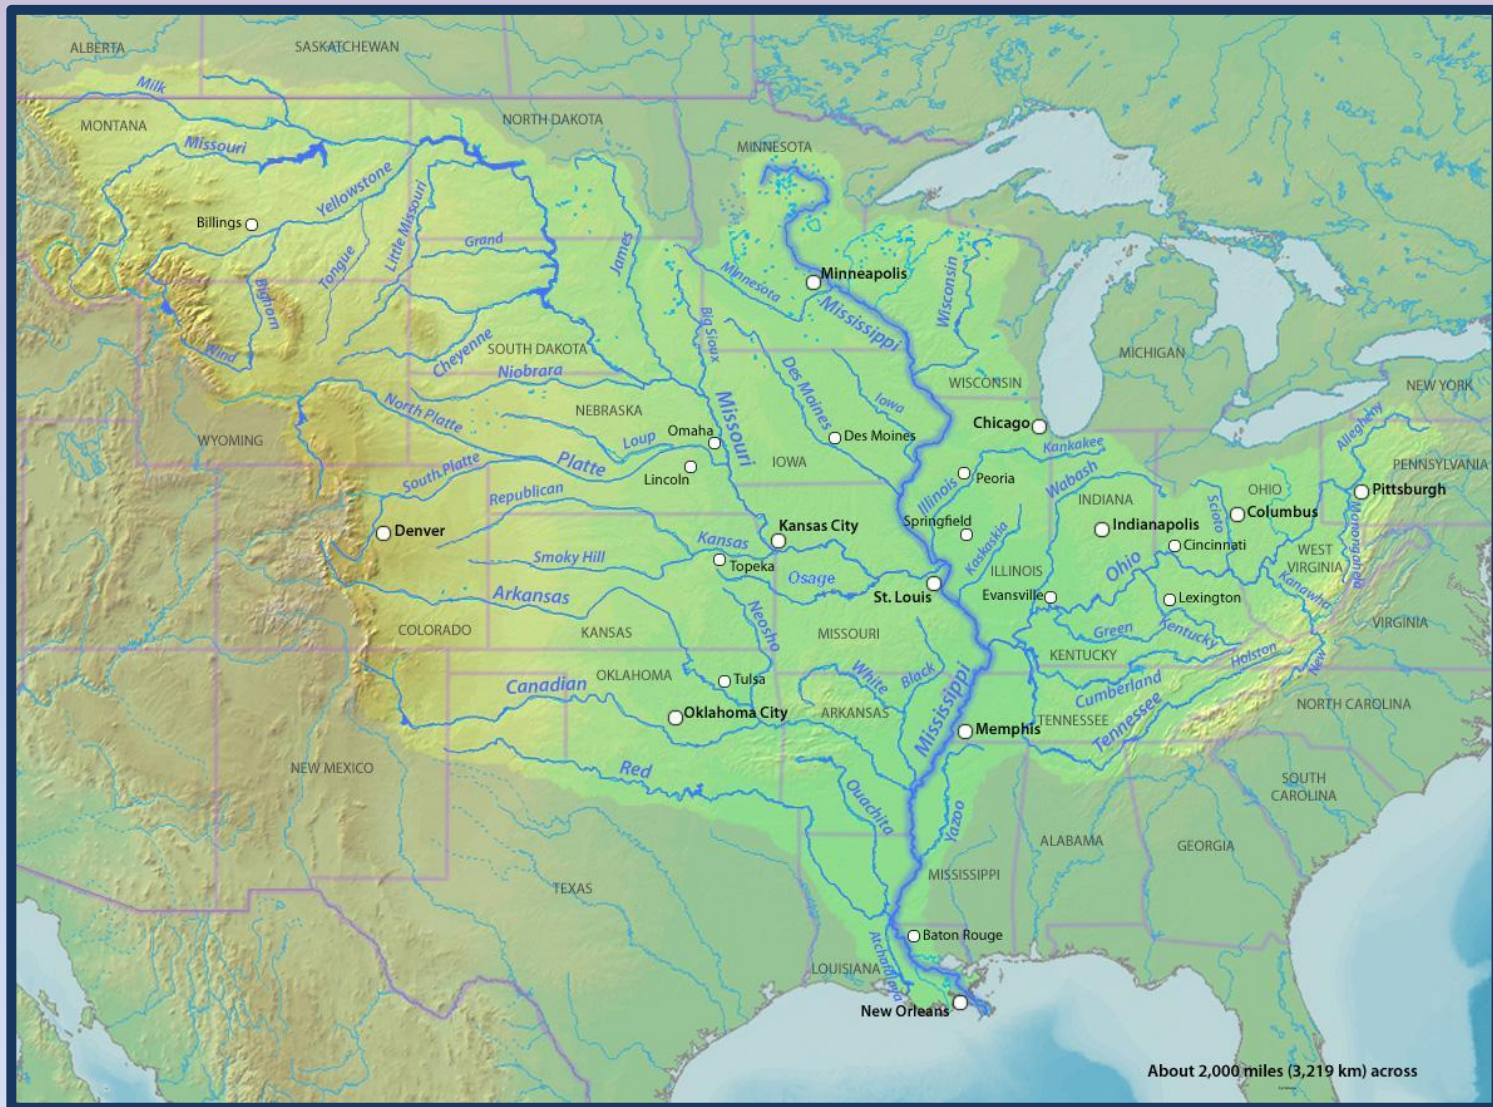 ALBERTA
SASKATCHEWAN
Milk
MONTANA
NORTH DAKOTA
MINNESOTA
Missouri
Yellowstone
Billings
Little Missouri
Grand
James
Tongue
Bighorn
Minnesota
Minneapolis
Mississippi
Wisconsin
Big Sioux
Wind
Cheyenne
SOUTH DAKOTA
MICHIGAN
Niobrara
Des Moines
WISCONSIN
NEW YORK
North Platte
NEBRASKA
Missouri
Iowa
Chicago
Allegheny
WYOMING
Loup
Omaha
Des Moines
Kankakee
South Platte
Platte
Lincoln
IOWA
Illinois
Peoria
Wabash
PENNSYLVANIA
Republican
INDIANA
OHIO
Pittsburgh
Scioto
Columbus
Denver
Kansas
Kansas City
Springfield
Indianapolis
Monongahela
Smoky Hill
Topeka
Kaskaskia
Cincinnati
WEST
VIRGINIA
Osage
ILLINOIS
Ohio
Arkansas
St. Louis
Evansville
Lexington
Kanawha
COLORADO
KANSAS
Neosho
MISSOURI
Green
Kentucky
VIRGINIA
KENTUCKY
Holston
New
Canadian
OKLAHOMA
Tulsa
White
Black
Mississippi
Cumberland
Oklahoma City
ARKANSAS
TENNESSEE
Tennessee
NORTH CAROLINA
Memphis
NEW MEXICO
Red
Ouachita
Yazoo
SOUTH
CAROLINA
ALABAMA
GEORGIA
TEXAS
MISSISSIPPI
Baton Rouge
Atchafalaya
LOUISIANA
New Orleans
About 2,000 miles (3,219 km) across